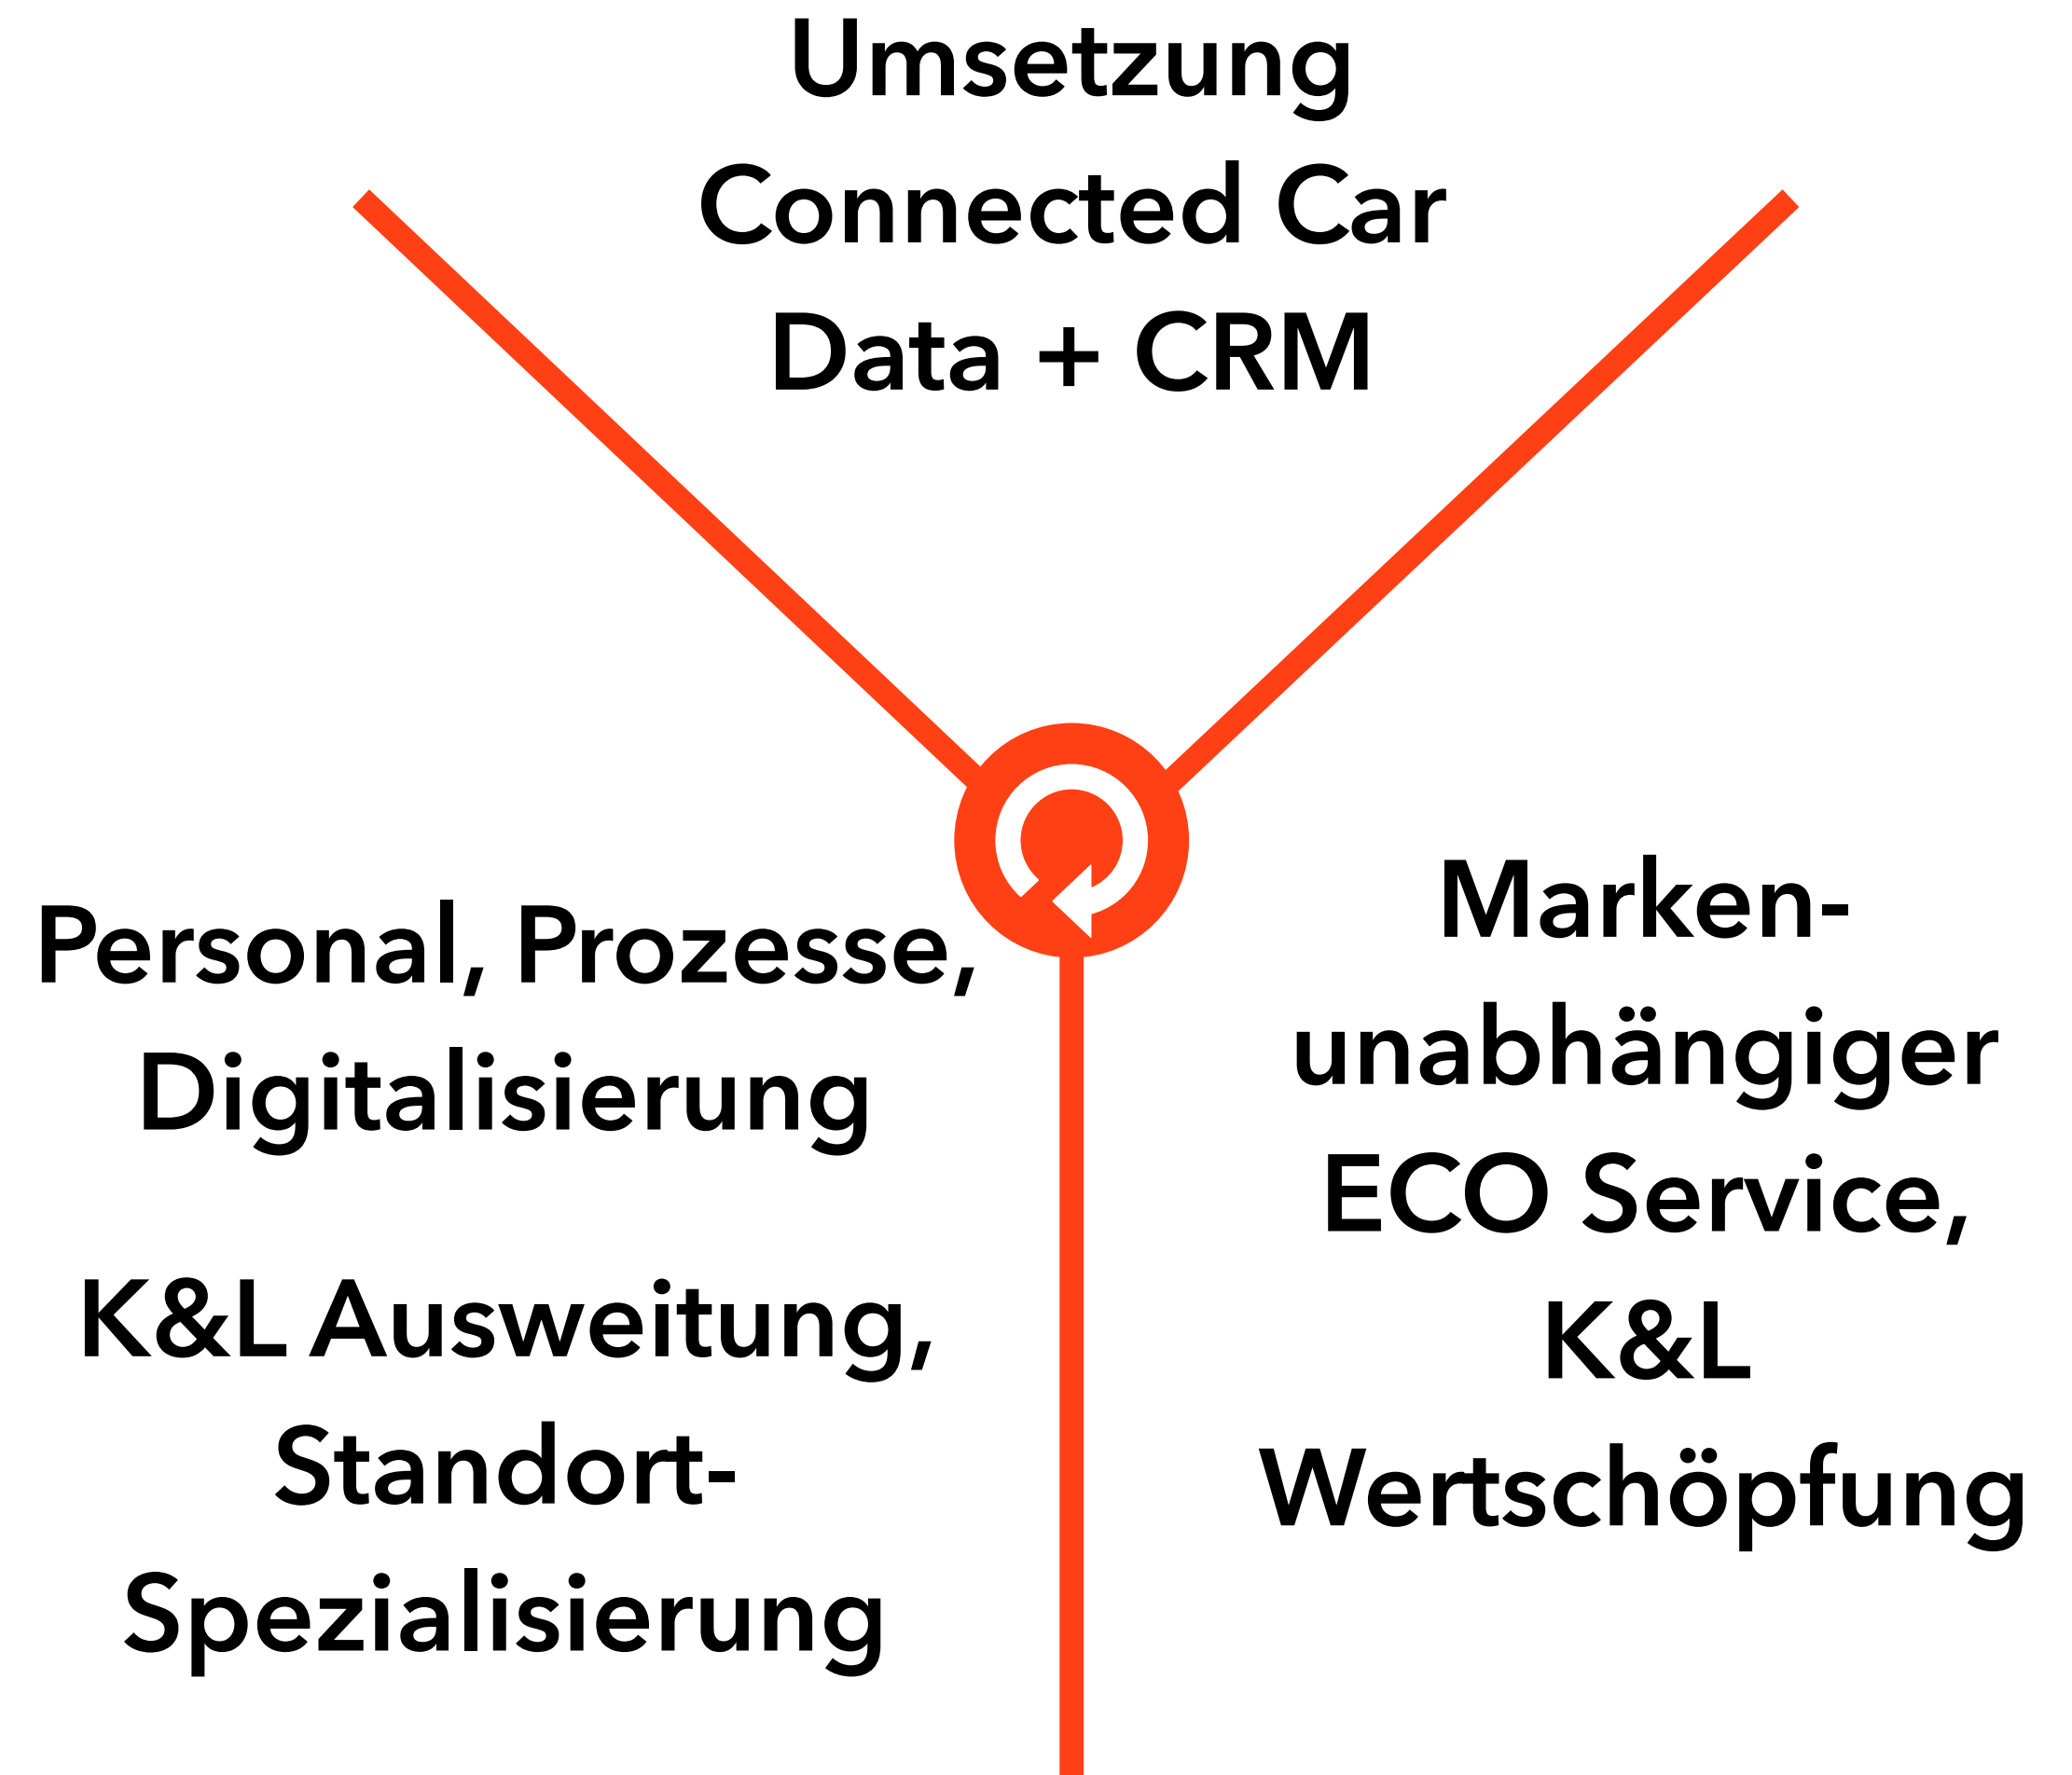 Umsetzung
Connected Car
Data + CRM
Personal, Prozesse,
Digitalisierung
K&L Ausweitung,
Standort-
Spezialisierung
Marken-
unabhängiger
ECO Service,
K&L
Wertschöpfung